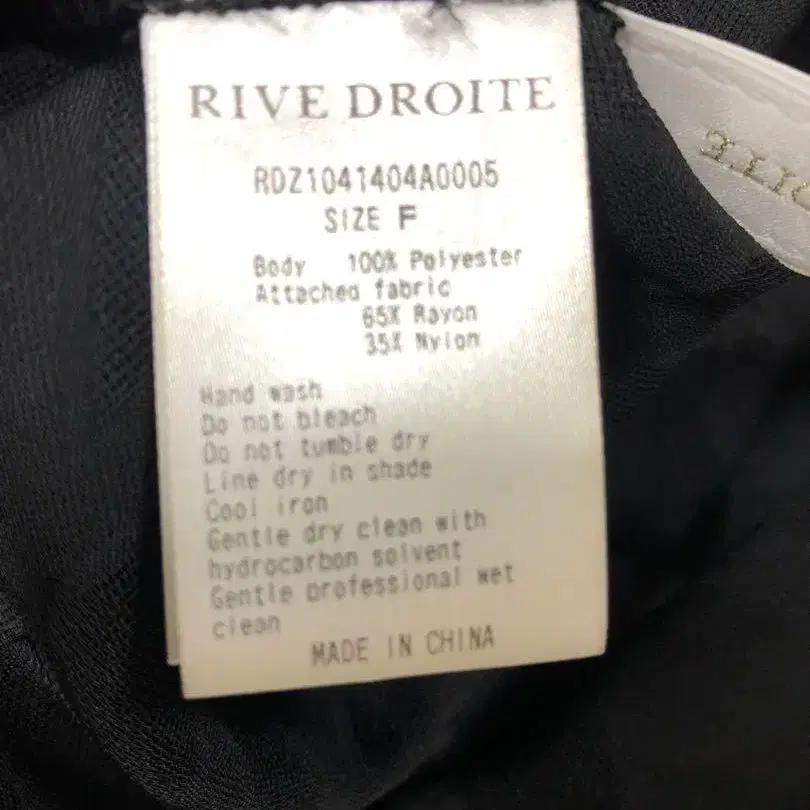 RIVE DROITE
RDZ1041404A0005
SIZE F
Body 100% Polyester
Attached fabric
65% Rayon
35% Nylon
Hand wash
Do not bleach
Do not tumble dry
Line dry in shade
Cool iron
Gentle dry clean with
hydrocarbon solvent
Gentle professional wet
clean
MADE IN CHINA